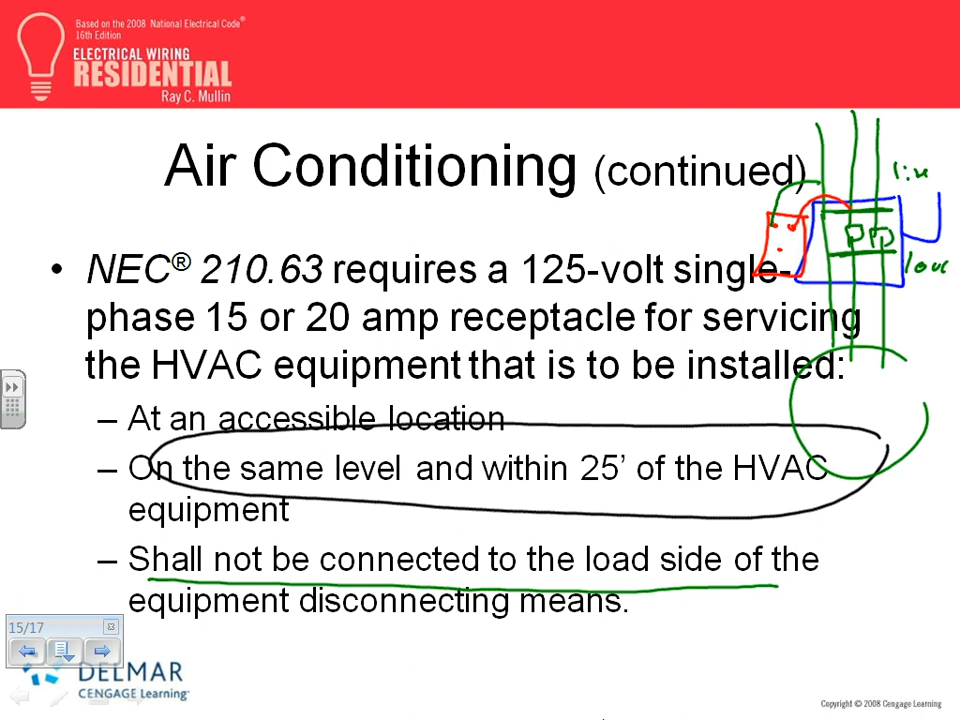 Based on the 2008 National Electrical Code®
16th Edition
ELECTRICAL WIRING
RESIDENTIAL
Ray C. Mullin
Air Conditioning (continued)
line
load
• NEC® 210.63 requires a 125-volt single-
phase 15 or 20 amp receptacle for servicing
the HVAC equipment that is to be installed:
– At an accessible location
– On the same level and within 25' of the HVAC
equipment
– Shall not be connected to the load side of the
equipment disconnecting means.
15/17
DELMAR
CENGAGE Learning™
Copyright © 2008 Cengage Learning